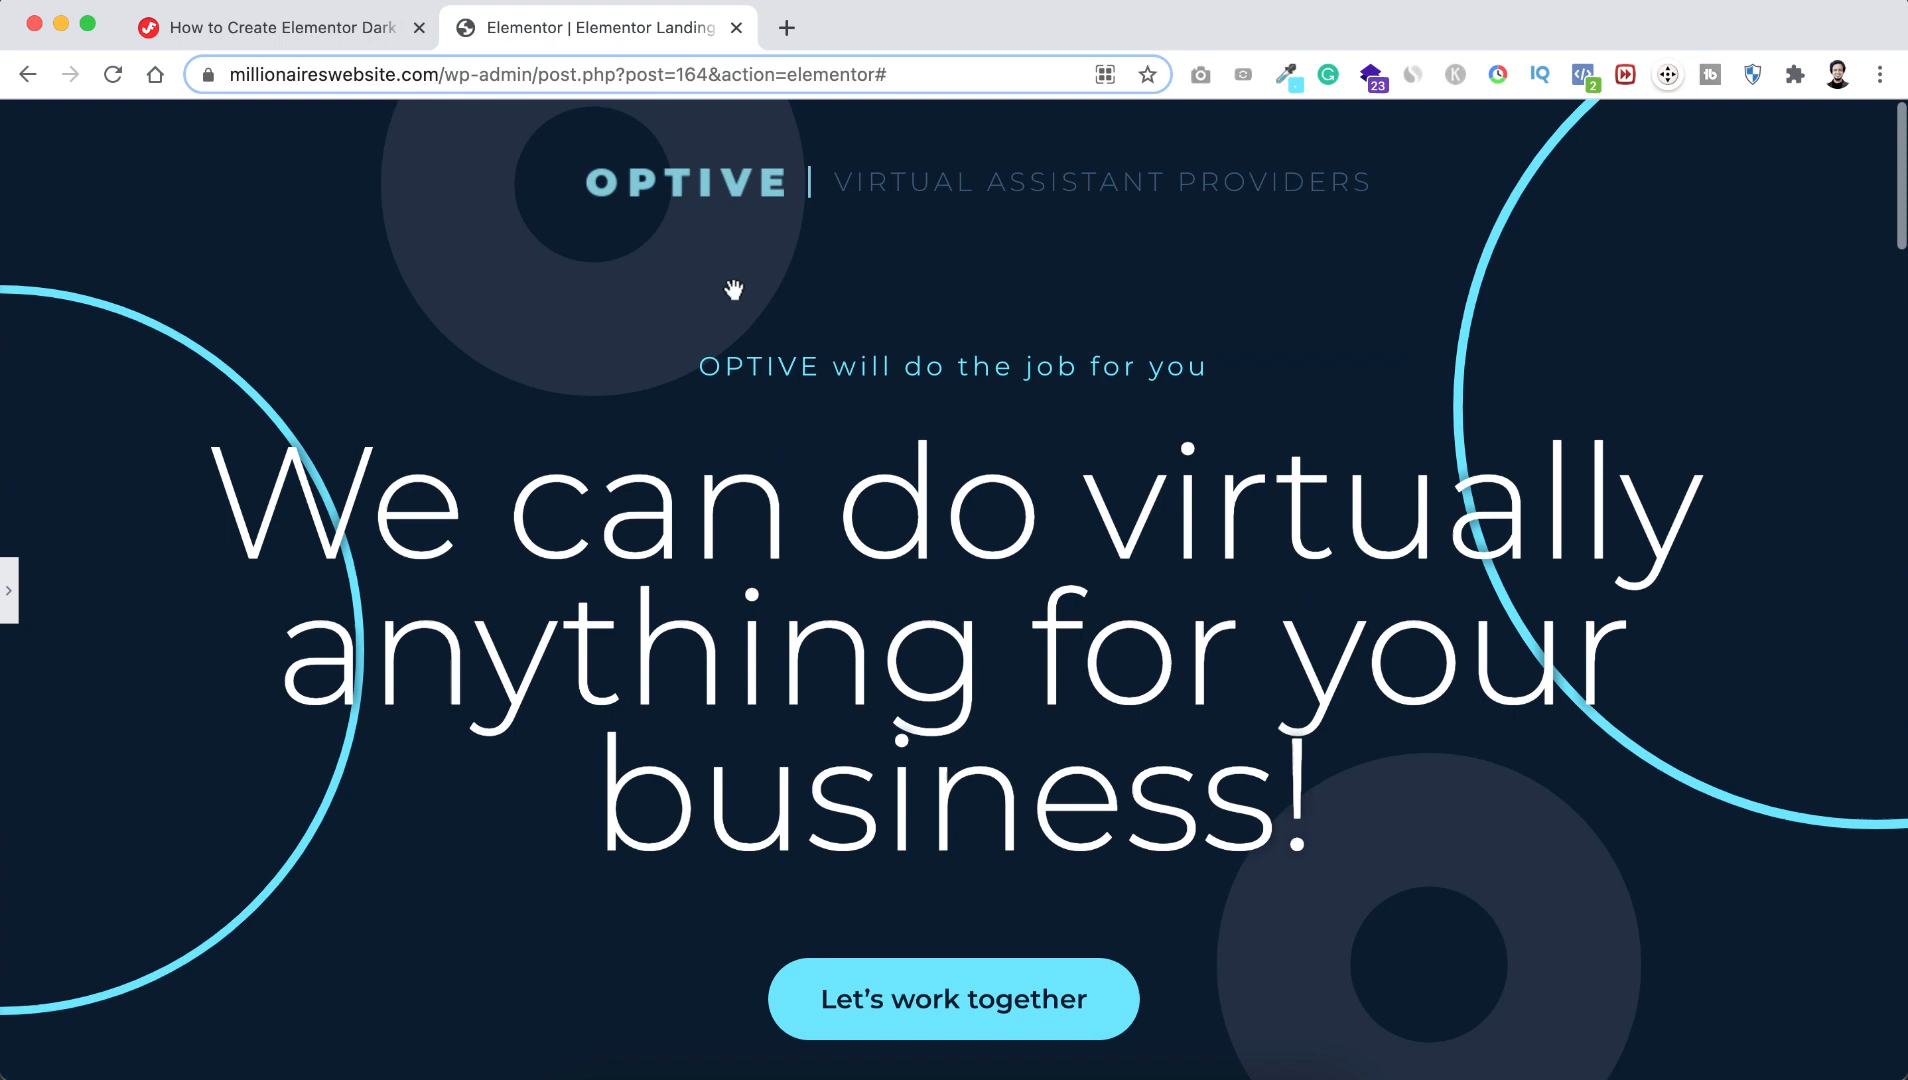 How to Create Elementor Dark
Elementor | Elementor Landing
millionaireswebsite.com/wp-admin/post.php?post=164&action=elementor#
23
K
IQ
2
tb
OPTIVE | VIRTUAL ASSISTANT PROVIDERS
OPTIVE will do the job for you
We can do virtually
anything for your
business!
Let’s work together